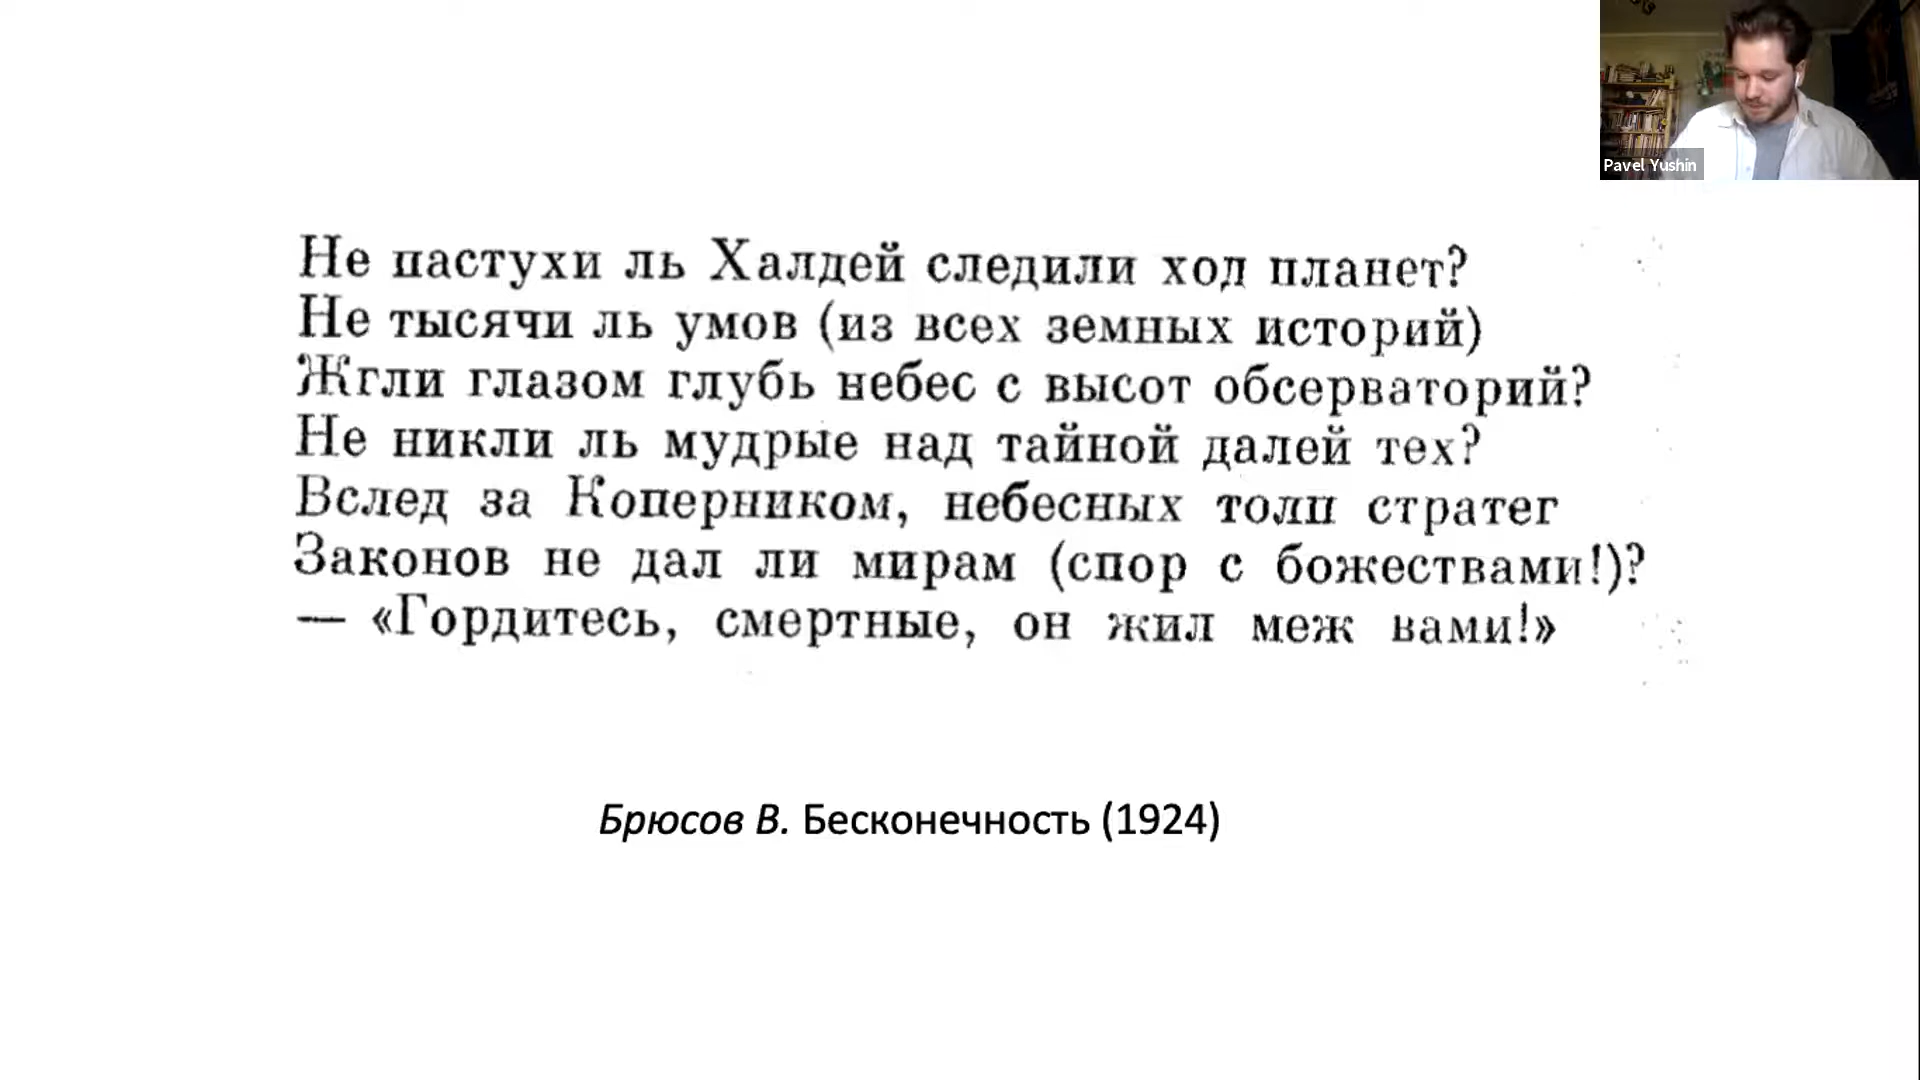 Pavel Yushin
Не пастухи ль Халдей следили ход планет?
Не тысячи ль умов (из всех земных историй)
Жгли глазом глубь небес с высот обсерваторий?
Не никли ль мудрые над тайной далей тех?
Вслед за Коперником, небесных толп стратег
Законов не дал ли мирам (спор с божествами!)?
— «Гордитесь, смертные, он жил меж вами!»
Брюсов В. Бесконечность (1924)